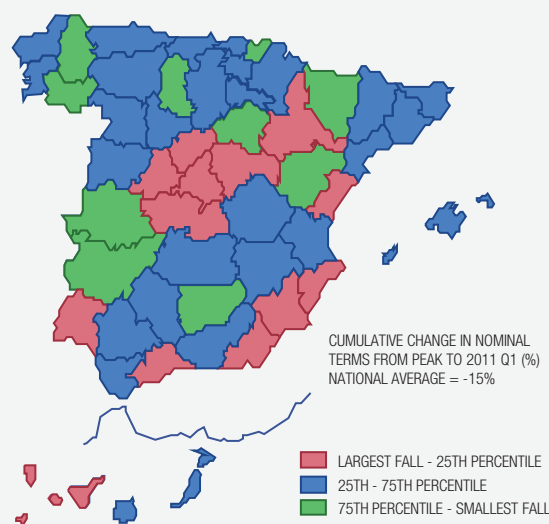 CUMULATIVE CHANGE IN NOMINAL
TERMS FROM PEAK TO 2011 Q1 (%)
NATIONAL AVERAGE = -15%
LARGEST FALL - 25TH PERCENTILE
25TH - 75TH PERCENTILE
75TH PERCENTILE - SMALLEST FALL